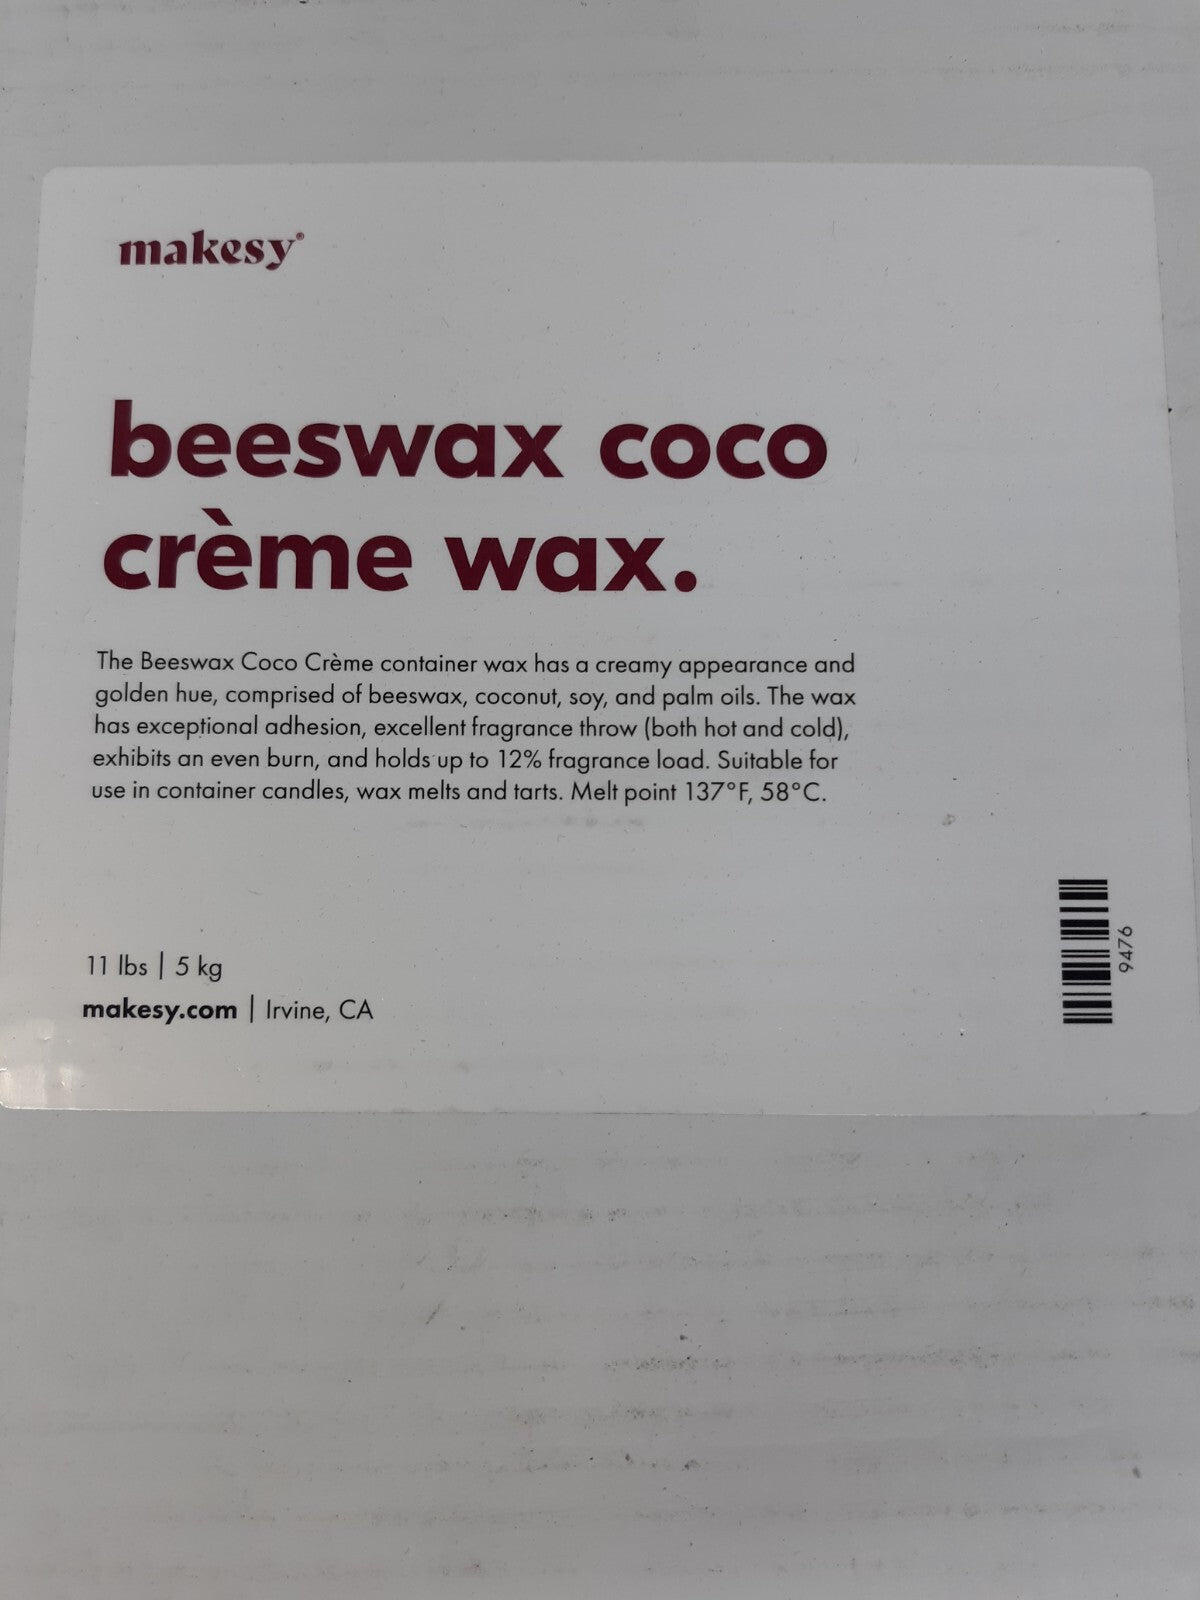 makesy®
beeswax coco
crème wax.
The Beeswax Coco Crème container wax has a creamy appearance and
golden hue, comprised of beeswax, coconut, soy, and palm oils. The wax
has exceptional adhesion, excellent fragrance throw (both hot and cold),
exhibits an even burn, and holds up to 12% fragrance load. Suitable for
use in container candles, wax melts and tarts. Melt point 137°F, 58°C.
11 lbs | 5 kg
makesy.com | Irvine, CA
9476